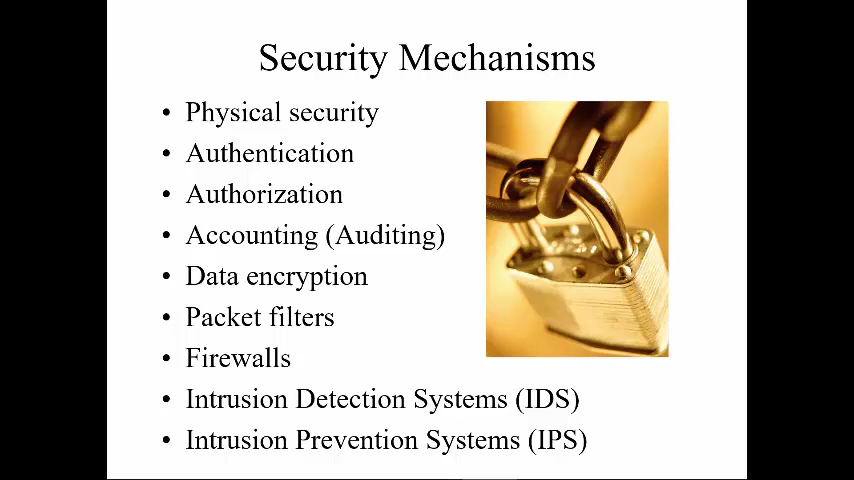 Security Mechanisms
• Physical security
• Authentication
• Authorization
• Accounting (Auditing)
• Data encryption
• Packet filters
• Firewalls
• Intrusion Detection Systems (IDS)
• Intrusion Prevention Systems (IPS)